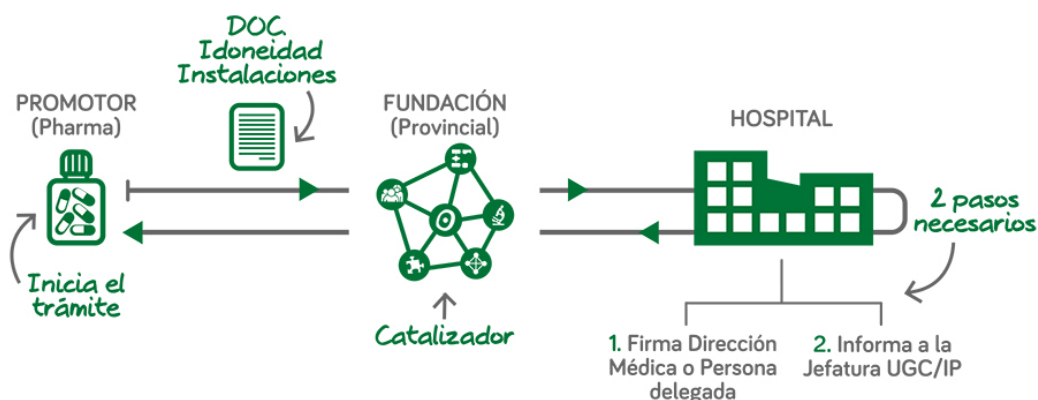 DOC.
Idoneidad
Instalaciones
PROMOTOR
(Pharma)
FUNDACIÓN
(Provincial)
HOSPITAL
2 pasos
necesarios
Inicia el
trámite
Catalizador
1. Firma Dirección
Médica o Persona
delegada
2. Informa a la
Jefatura UGC/IP